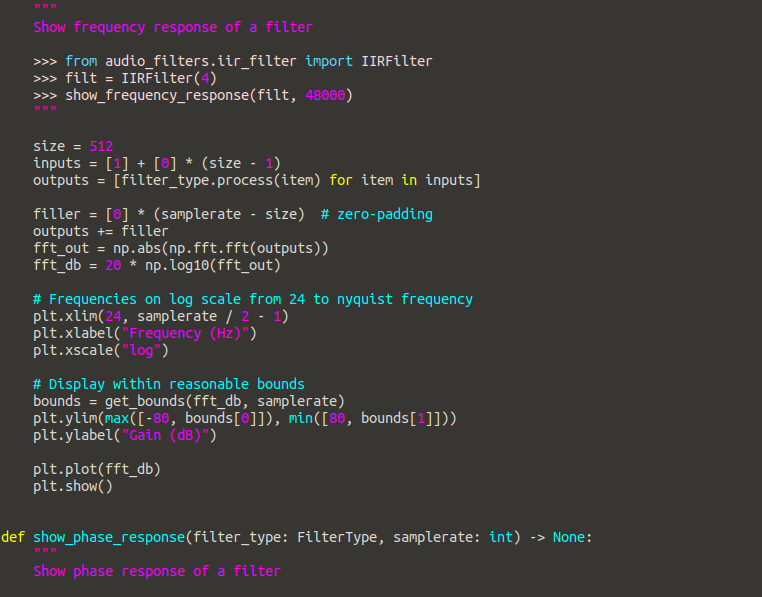 """
Show frequency response of a filter
>>> from audio_filters.iir_filter import IIRFilter
>>> filt = IIRFilter(4)
>>> show_frequency_response(filt, 48000)
"""
size = 512
inputs = [1] + [0] * (size - 1)
outputs = [filter_type.process(item) for item in inputs]
filler = [0] * (samplerate - size)  # zero-padding
outputs += filler
fft_out = np.abs(np.fft.fft(outputs))
fft_db = 20 * np.log10(fft_out)
# Frequencies on log scale from 24 to nyquist frequency
plt.xlim(24, samplerate / 2 - 1)
plt.xlabel("Frequency (Hz)")
plt.xscale("log")
# Display within reasonable bounds
bounds = get_bounds(fft_db, samplerate)
plt.ylim(max([-80, bounds[0]]), min([80, bounds[1]]))
plt.ylabel("Gain (dB)")
plt.plot(fft_db)
plt.show()
def show_phase_response(filter_type: FilterType, samplerate: int) -> None:
"""
Show phase response of a filter